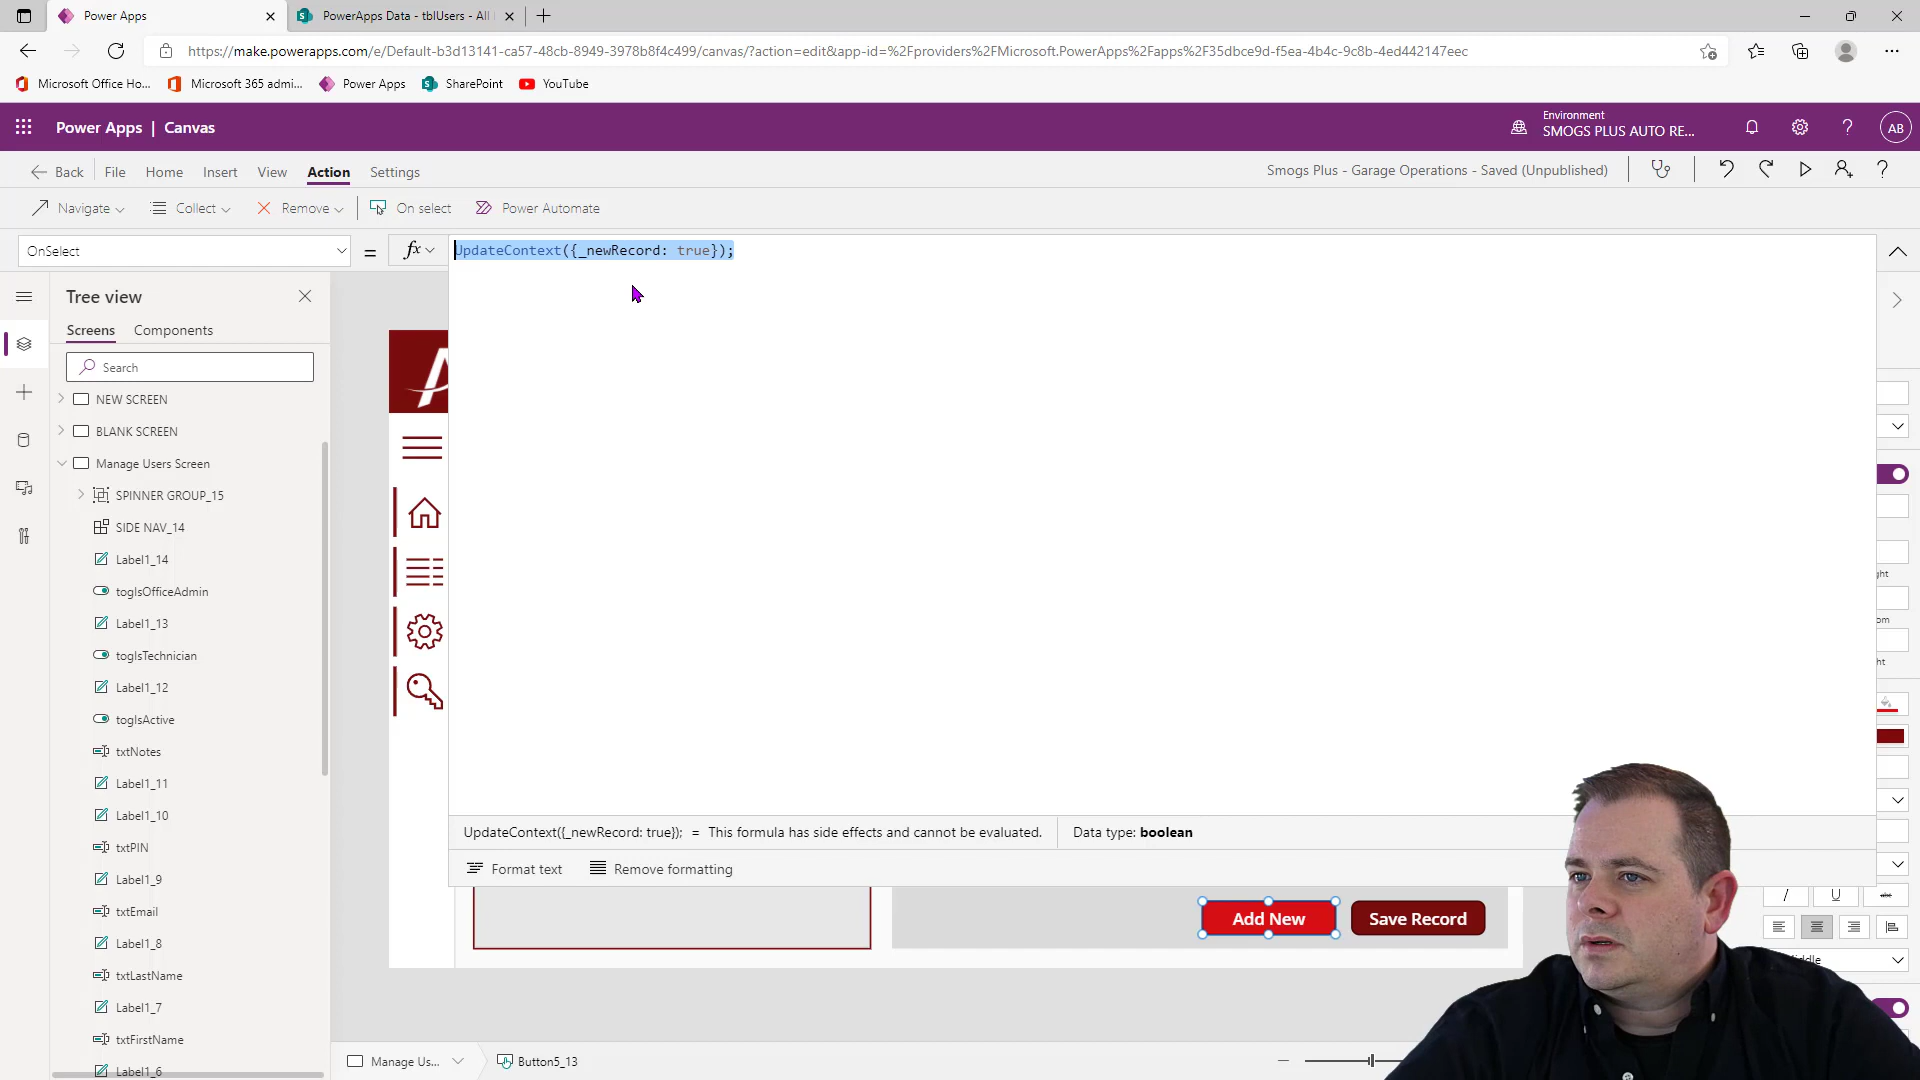 Power Apps
PowerApps Data - tblUsers - All
https://make.powerapps.com/e/Default-b3d13141-ca57-48cb-8949-3978b8f4c499/canvas/?action=edit&app-id=%2Fproviders%2FMicrosoft.PowerApps%2Fapps%2F35dbce9d-f5ea-4b4c-9c8b-4ed442147eec
Microsoft Office Ho...
Microsoft 365 admi...
Power Apps
SharePoint
YouTube
Power Apps | Canvas
Environment
SMOGS PLUS AUTO RE...
AB
Back
File
Home
Insert
View
Action
Settings
Smogs Plus - Garage Operations - Saved (Unpublished)
Navigate
Collect
Remove
On select
Power Automate
OnSelect
=
fx
UpdateContext({_newRecord: true});
Tree view
Screens
Components
Search
NEW SCREEN
BLANK SCREEN
Manage Users Screen
SPINNER GROUP_15
SIDE NAV_14
Label1_14
togIsOfficeAdmin
Label1_13
togIsTechnician
Label1_12
togIsActive
txtNotes
Label1_11
Label1_10
txtPIN
Label1_9
txtEmail
Label1_8
txtLastName
Label1_7
txtFirstName
Label1_6
UpdateContext({_newRecord: true}); = This formula has side effects and cannot be evaluated.
Data type: boolean
Format text
Remove formatting
Add New
Save Record
Manage Us...
Button5_13